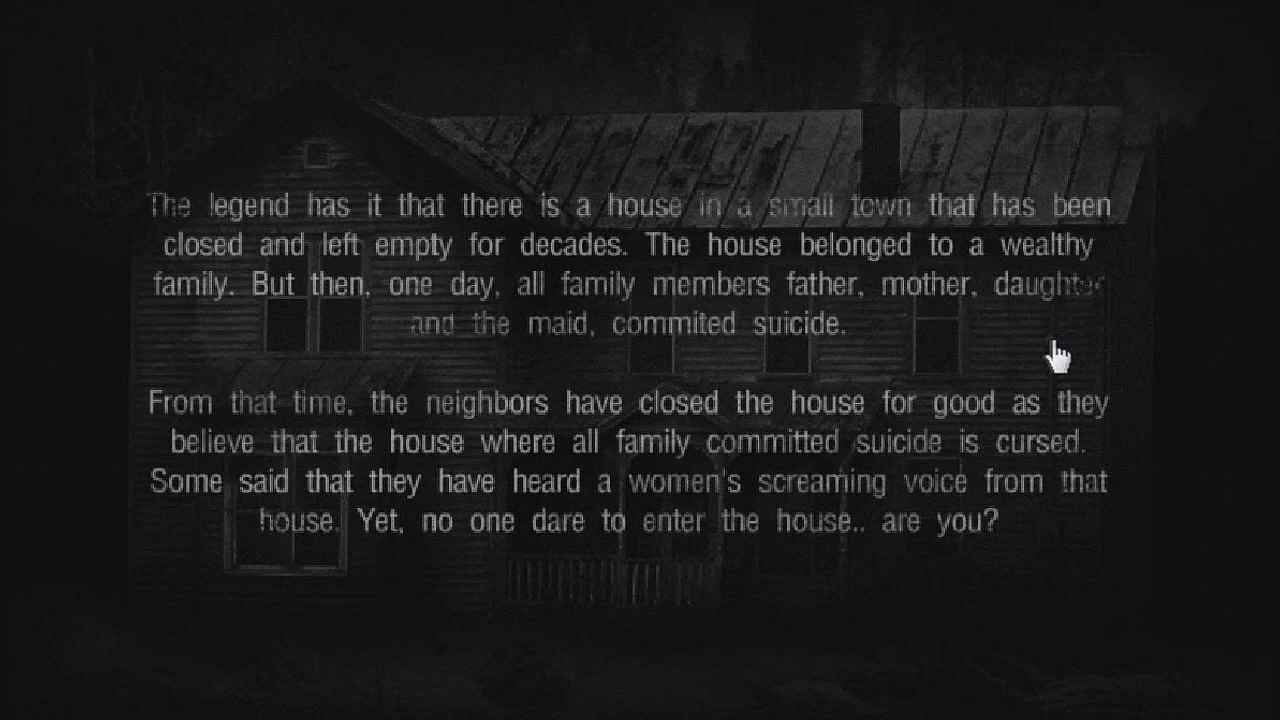 The legend has it that there is a house in a small town that has been
closed and left empty for decades. The house belonged to a wealthy
family. But then, one day, all family members father, mother, daughter
and the maid, commited suicide.
From that time, the neighbors have closed the house for good as they
believe that the house where all family committed suicide is cursed.
Some said that they have heard a women's screaming voice from that
house. Yet, no one dare to enter the house.. are you?